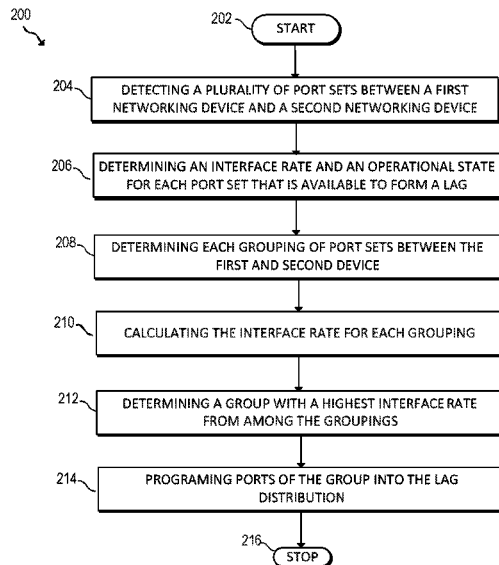 200
202
START
204
DETECTING A PLURALITY OF PORT SETS BETWEEN A FIRST
NETWORKING DEVICE AND A SECOND NETWORKING DEVICE
206
DETERMINING AN INTERFACE RATE AND AN OPERATIONAL STATE
FOR EACH PORT SET THAT IS AVAILABLE TO FORM A LAG
208
DETERMINING EACH GROUPING OF PORT SETS BETWEEN THE
FIRST AND SECOND DEVICE
210
CALCULATING THE INTERFACE RATE FOR EACH GROUPING
212
DETERMINING A GROUP WITH A HIGHEST INTERFACE RATE
FROM AMONG THE GROUPINGS
214
PROGRAMING PORTS OF THE GROUP INTO THE LAG
DISTRIBUTION
216
STOP